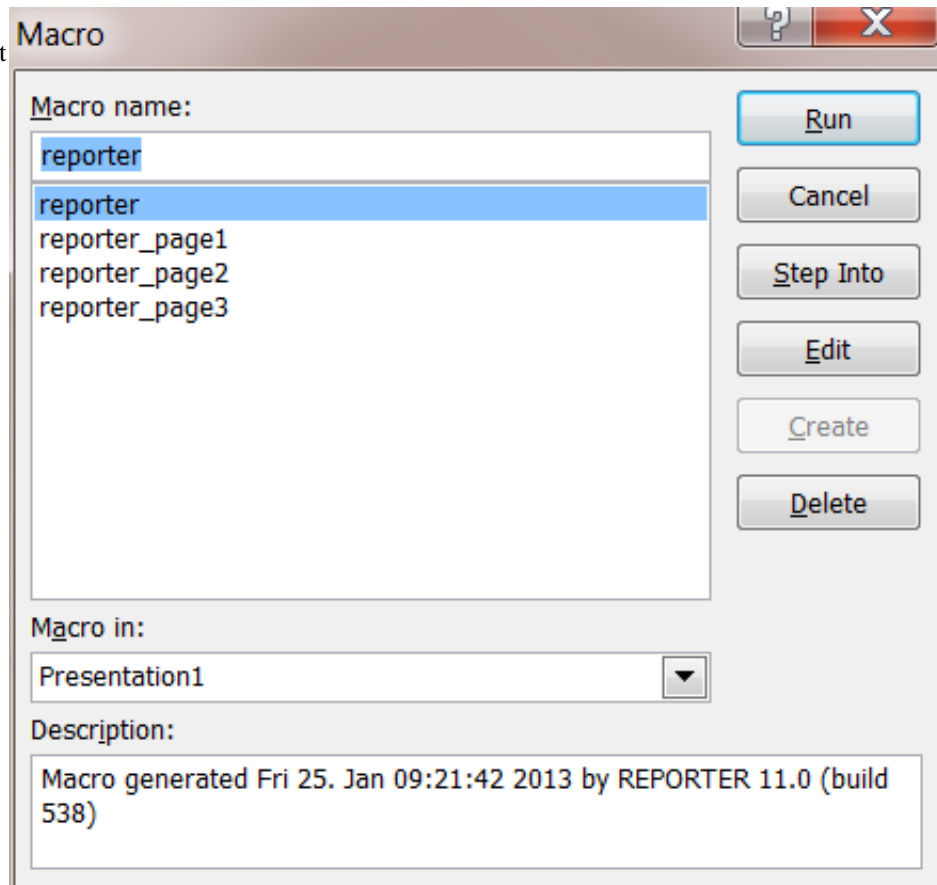 t
Macro
Macro name:
reporter
reporter
reporter_page1
reporter_page2
reporter_page3
Run
Cancel
Step Into
Edit
Create
Delete
Macro in:
Presentation1
Description:
Macro generated Fri 25. Jan 09:21:42 2013 by REPORTER 11.0 (build
538)